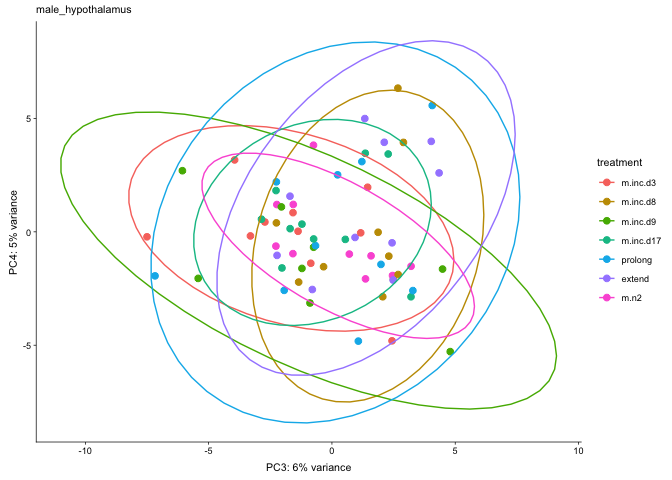 male_hypothalamus
PC4: 5% variance
5
0
-5
-10
-5
0
5
10
PC3: 6% variance
treatment
m.inc.d3
m.inc.d8
m.inc.d9
m.inc.d17
prolong
extend
m.n2